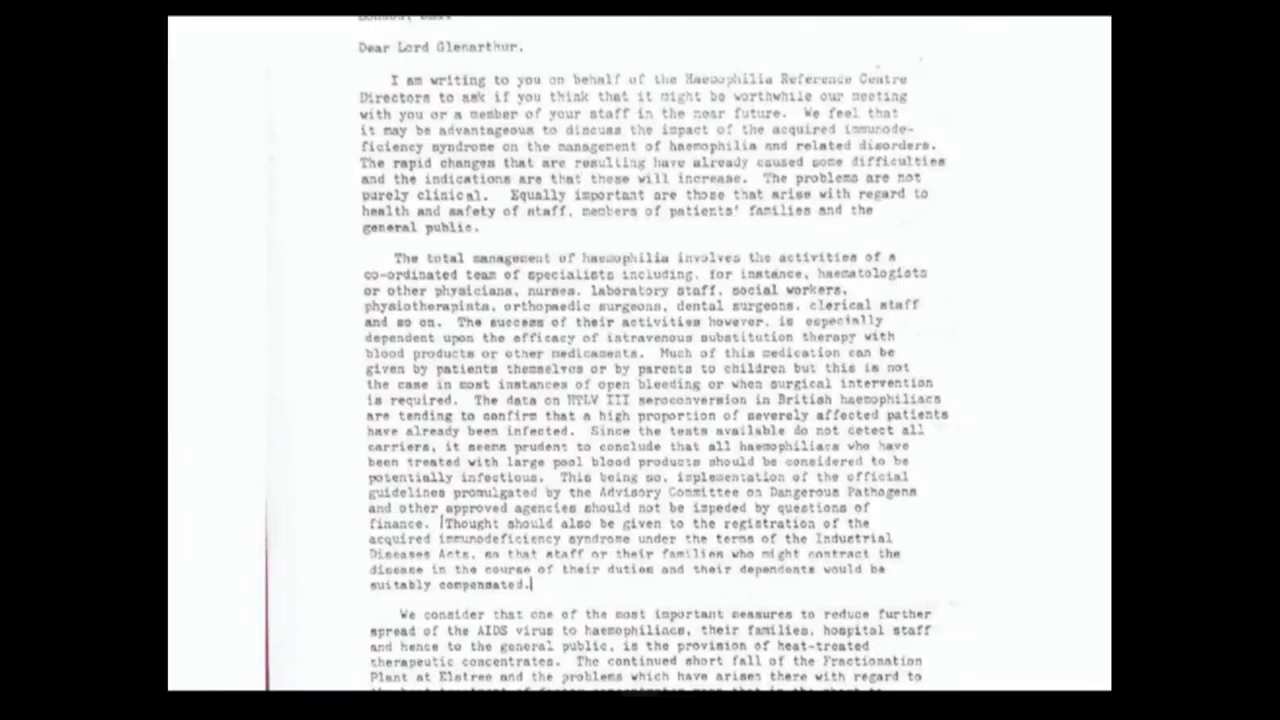 Dear Lord Glenarthur,
I am writing to you on behalf of the Haemophilia Reference Centre
Directors to ask if you think that it might be worthwhile our meeting
with you or a member of your staff in the near future. We feel that
it may be advantageous to discuss the impact of the acquired immunode-
ficiency syndrome on the management of haemophilia and related disorders.
The rapid changes that are resulting have already caused some difficulties
and the indications are that these will increase. The problems are not
purely clinical. Equally important are those that arise with regard to
health and safety of staff, members of patients' families and the
general public.
The total management of haemophilia involves the activities of a
co-ordinated team of specialists including, for instance, haematologists
or other physicians, nurses, laboratory staff, social workers,
physiotherapists, orthopaedic surgeons, dental surgeons, clerical staff
and so on. The success of their activities however, is especially
dependent upon the efficacy of intravenous substitution therapy with
blood products or other medicaments. Much of this medication can be
given by patients themselves or by parents to children but this is not
the case in most instances of open bleeding or when surgical intervention
is required. The data on HTLV III seroconversion in British haemophiliacs
are tending to confirm that a high proportion of severely affected patients
have already been infected. Since the tests available do not detect all
carriers, it seems prudent to conclude that all haemophiliacs who have
been treated with large pool blood products should be considered to be
potentially infectious. This being so, implementation of the official
guidelines promulgated by the Advisory Committee on Dangerous Pathogens
and other approved agencies should not be impeded by questions of
finance. Thought should also be given to the registration of the
acquired immunodeficiency syndrome under the terms of the Industrial
Diseases Acts, so that staff or their families who might contract the
disease in the course of their duties and their dependents would be
suitably compensated.
We consider that one of the most important measures to reduce further
spread of the AIDS virus to haemophiliacs, their families, hospital staff
and hence to the general public, is the provision of heat-treated
therapeutic concentrates. The continued short fall of the Fractionation
Plant at Elstree and the problems which have arisen there with regard to